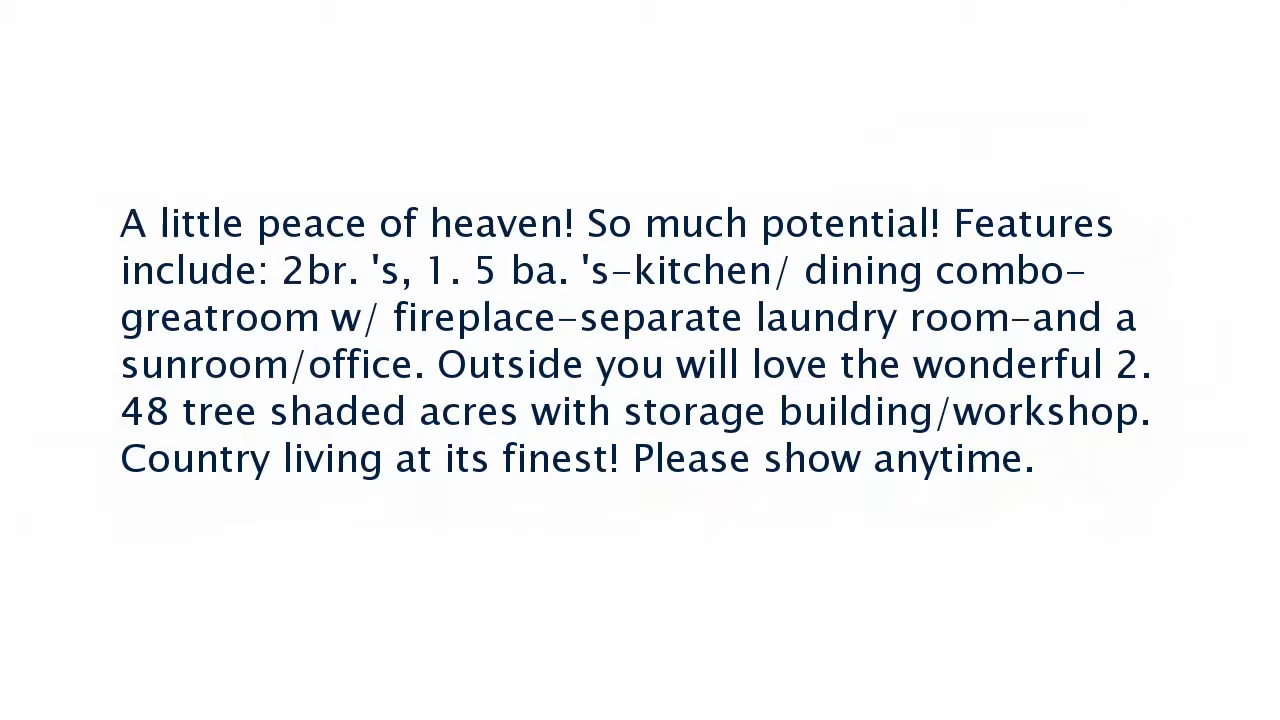 A little peace of heaven! So much potential! Features
include: 2br. 's, 1. 5 ba. 's-kitchen/ dining combo-
greatroom w/ fireplace-separate laundry room-and a
sunroom/office. Outside you will love the wonderful 2.
48 tree shaded acres with storage building/workshop.
Country living at its finest! Please show anytime.